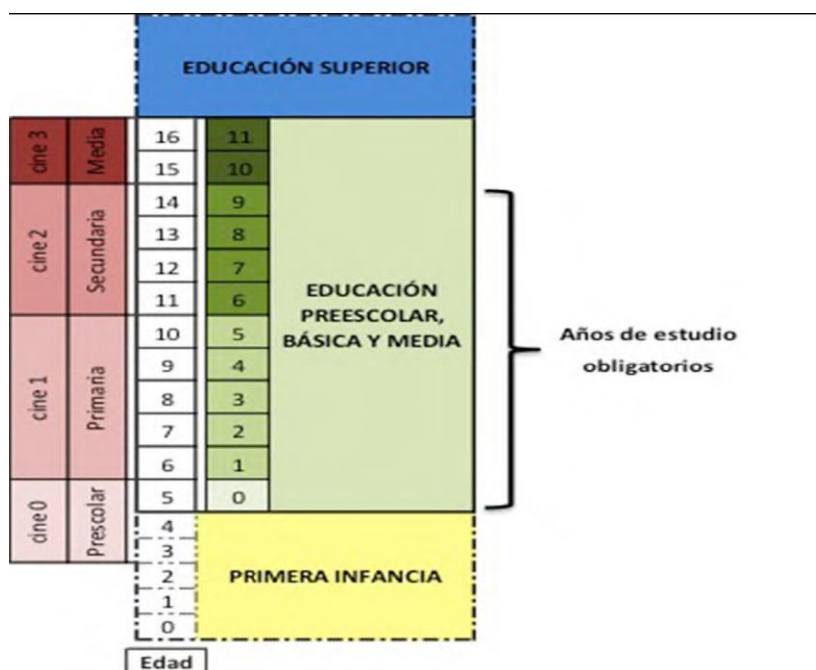 EDUCACIÓN SUPERIOR
cine 3
Media
16 11
15 10
cine 2
Secundaria
14 9
13 8
12 7
11 6
cine 1
Primaria
10 5
9 4
8 3
7 2
6 1
cine 0
Prescolar
5 0
4
3
2
1
0
EDUCACIÓN
PREESCOLAR,
BÁSICA Y MEDIA
Años de estudio
obligatorios
PRIMERA INFANCIA
Edad